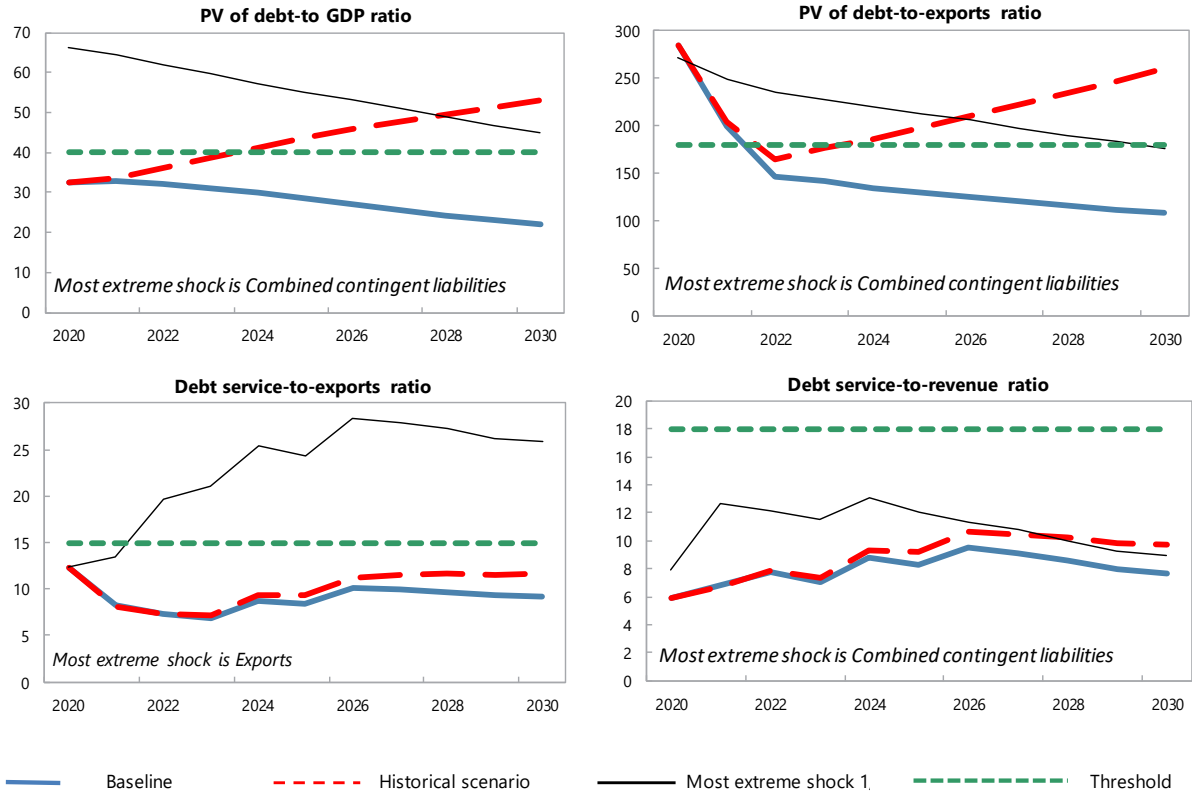 PV of debt-to GDP ratio
70
60
50
40
30
20
10
0
Most extreme shock is Combined contingent liabilities
2020 2022 2024 2026 2028 2030
PV of debt-to-exports ratio
300
250
200
150
100
50
0
Most extreme shock is Combined contingent liabilities
2020 2022 2024 2026 2028 2030
Debt service-to-exports ratio
30
25
20
15
10
5
0
Most extreme shock is Exports
2020 2022 2024 2026 2028 2030
Debt service-to-revenue ratio
20
18
16
14
12
10
8
6
4
2
0
Most extreme shock is Combined contingent liabilities
2020 2022 2024 2026 2028 2030
Baseline Historical scenario Most extreme shock 1, Threshold